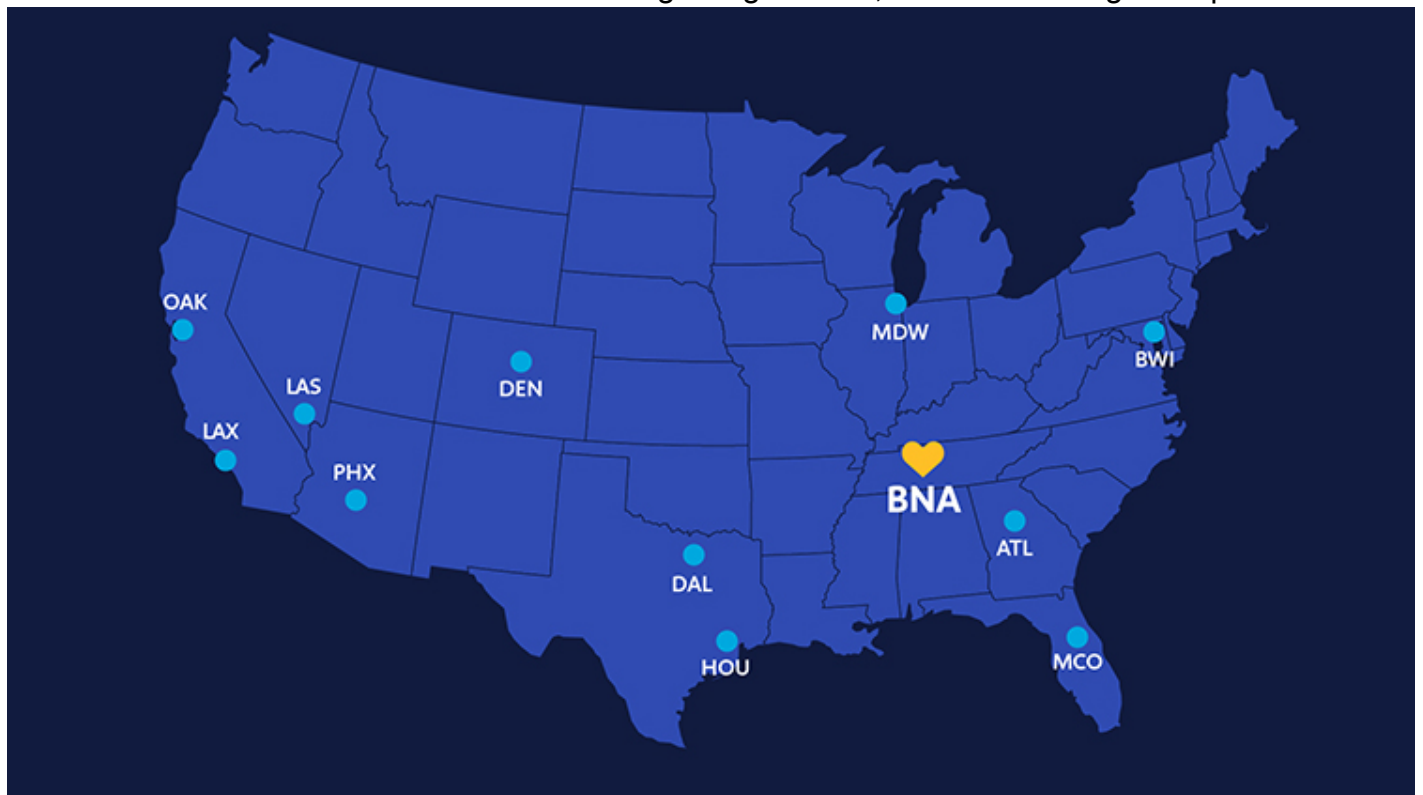 OAK
MDW
BWI
DEN
LAS
LAX
PHX
BNA
ATL
DAL
HOU
MCO